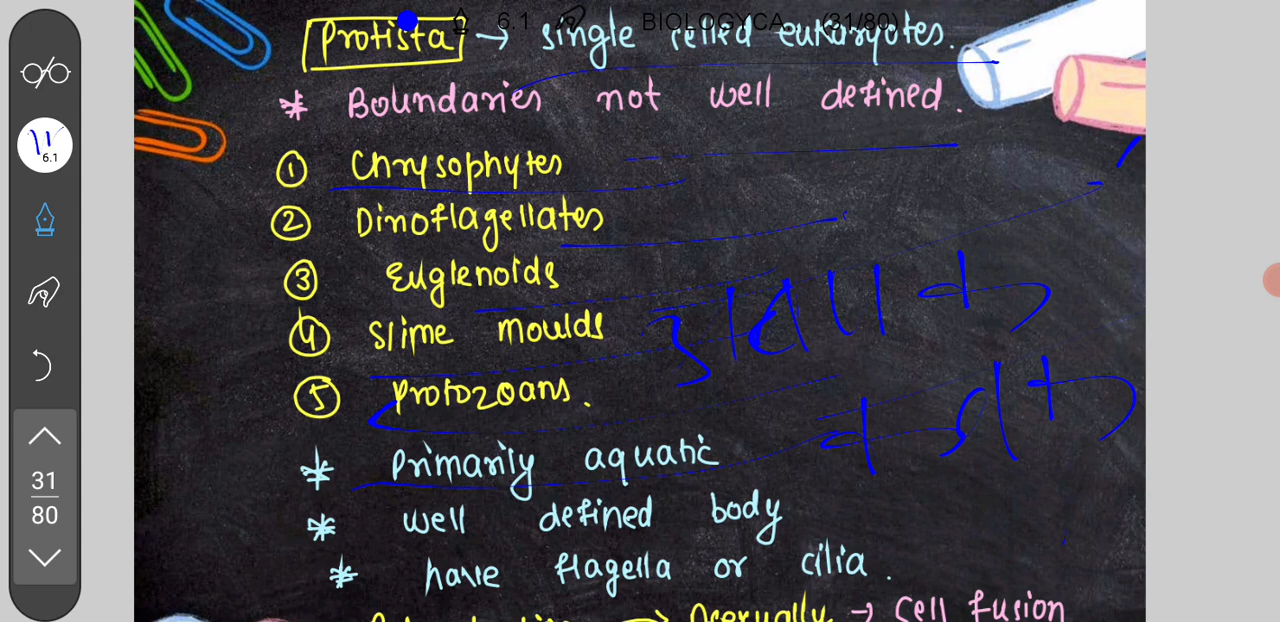 6.1 BIOLOGYCA (31/80)
Protista → single celled eukaryotes.
* Boundaries not well defined.
① Chrysophytes
② Dinoflagellates
③ Euglenoids
④ Slime moulds
⑤ Protozoans.
* Primarily aquatic
* well defined body
* have flagella or cilia.
→ Asexually → Cell fusion
6.1
31
80